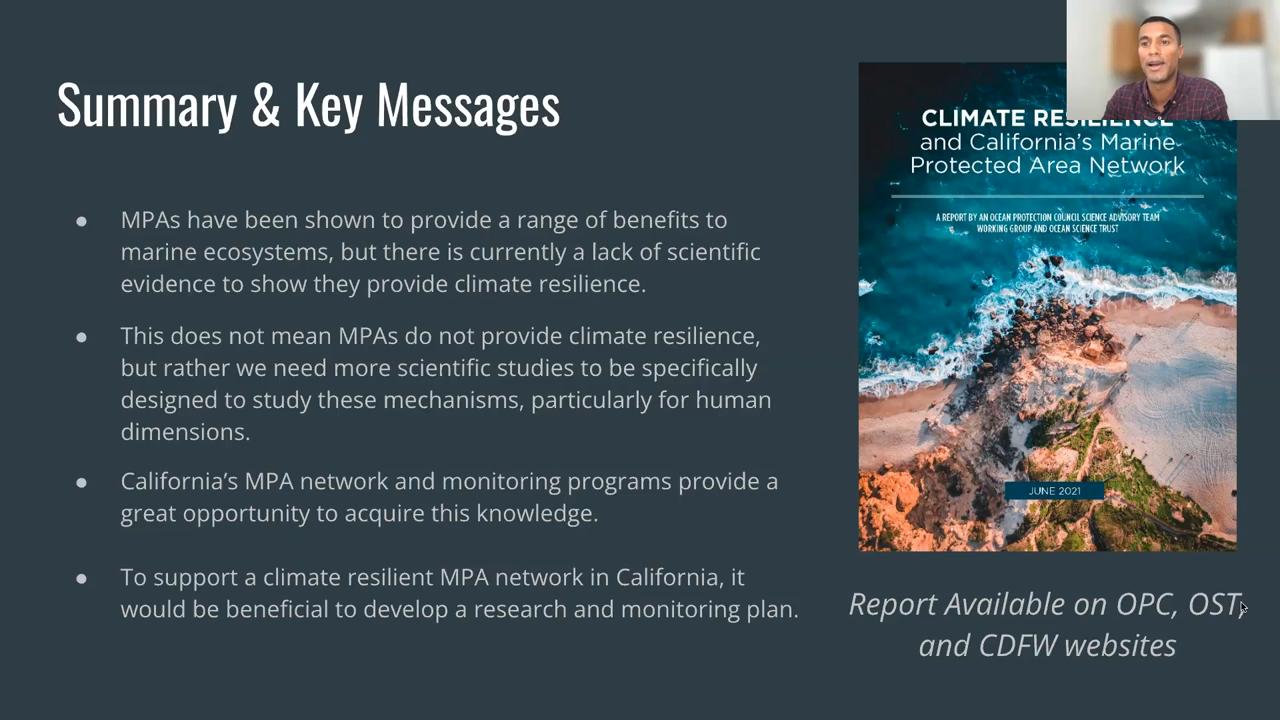 Summary & Key Messages
● MPAs have been shown to provide a range of benefits to
marine ecosystems, but there is currently a lack of scientific
evidence to show they provide climate resilience.
● This does not mean MPAs do not provide climate resilience,
but rather we need more scientific studies to be specifically
designed to study these mechanisms, particularly for human
dimensions.
● California’s MPA network and monitoring programs provide a
great opportunity to acquire this knowledge.
● To support a climate resilient MPA network in California, it
would be beneficial to develop a research and monitoring plan.
CLIMATE RESILIENCE
and California’s Marine
Protected Area Network
A REPORT BY AN OCEAN PROTECTION COUNCIL SCIENCE ADVISORY TEAM
WORKING GROUP AND OCEAN SCIENCE TRUST
JUNE 2021
Report Available on OPC, OST,
and CDFW websites